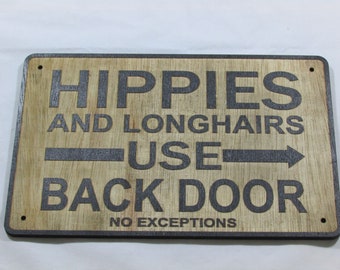 HIPPIES
AND LONGHAIRS
USE
BACK DOOR
NO EXCEPTIONS